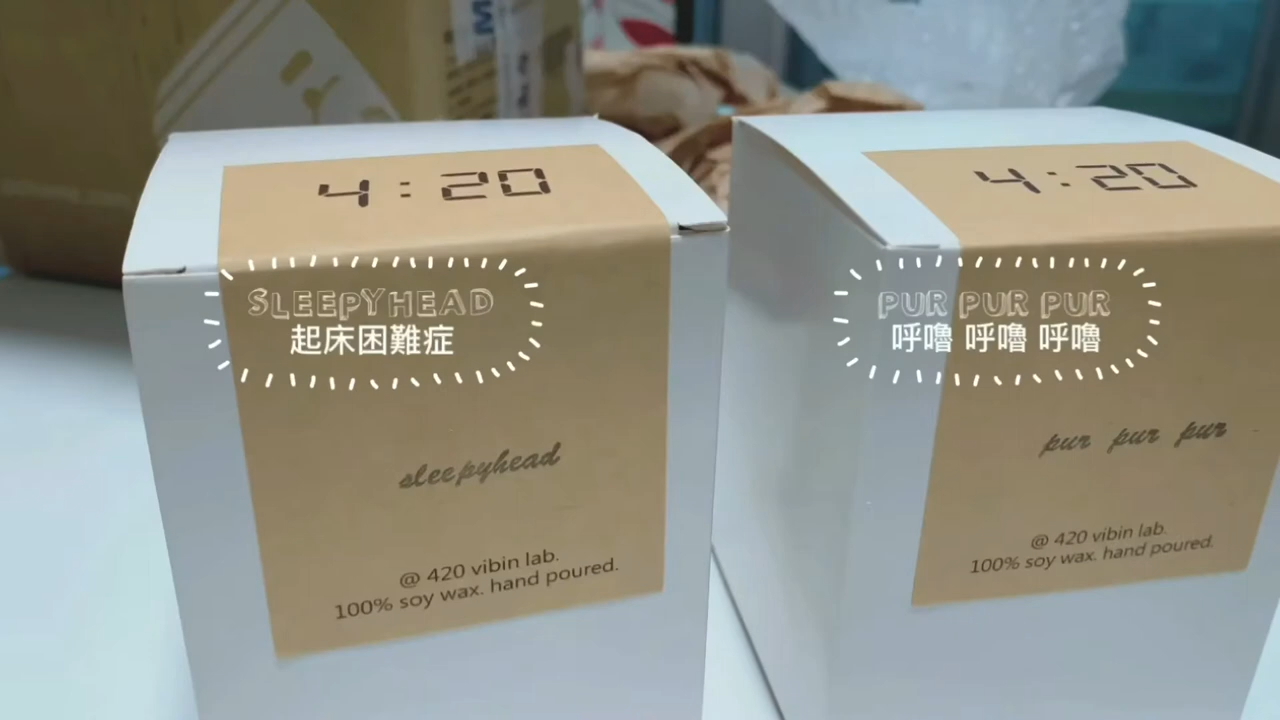 4:20
SLEEPYHEAD
起床困難症
sleepyhead
@ 420 vibin lab.
100% soy wax. hand poured.
4:20
PUR PUR PUR
呼嚕 呼嚕 呼嚕
pur pur pur
@ 420 vibin lab.
100% soy wax. hand poured.